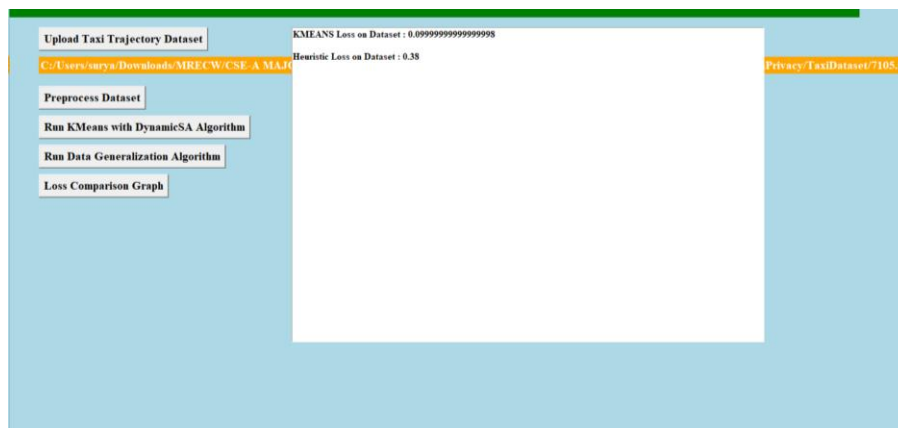 Upload Taxi Trajectory Dataset
C:/Users/surya/Downloads/MRECW/CSE-A MAJO
Privacy/TaxiDataset/7105.
Preprocess Dataset
Run KMeans with DynamicSA Algorithm
Run Data Generalization Algorithm
Loss Comparison Graph
KMEANS Loss on Dataset : 0.09999999999999998
Heuristic Loss on Dataset : 0.38